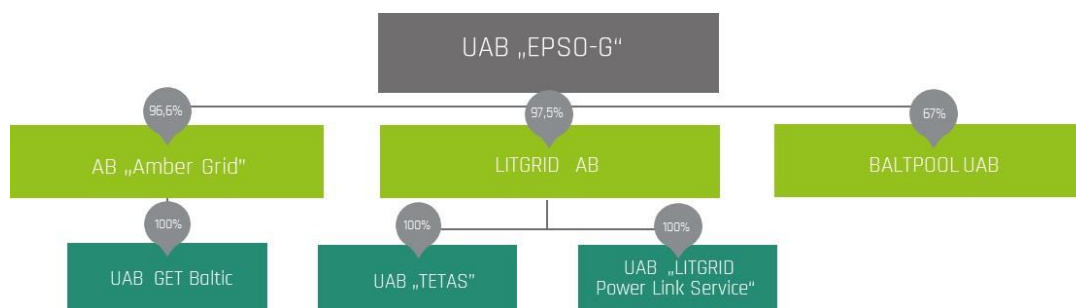 UAB „EPSO-G“
96,6%
97,5%
67%
AB „Amber Grid”
LITGRID AB
BALTPOOL UAB
100%
100%
100%
UAB GET Baltic
UAB „TETAS”
UAB „LITGRID
Power Link Service“